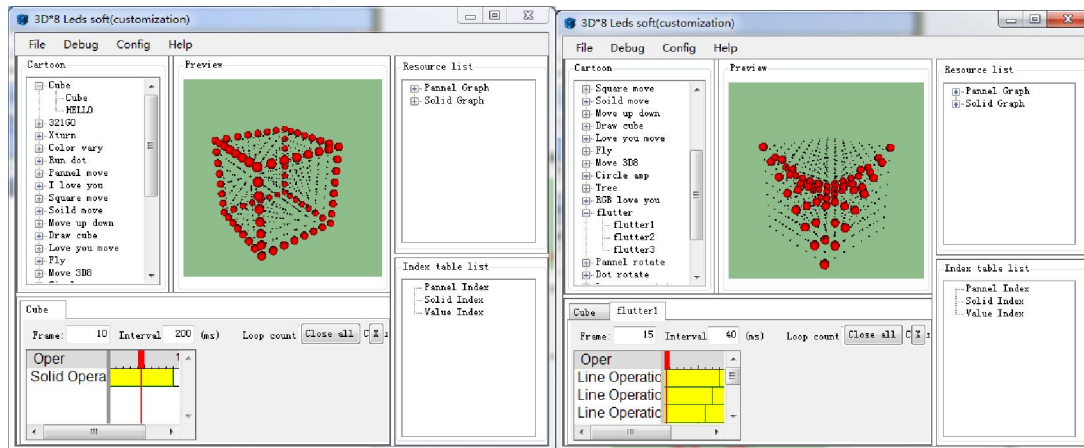 3D*8 Leds soft(customization)
File Debug Config Help
Cartoon
Cube
Cube
HELLO
321GO
Xturn
Color vary
Run dot
Pannel move
I love you
Square move
Soild move
Move up down
Draw cube
Love you move
Fly
Move 3D8
Preview
Resource list
Pannel Graph
Solid Graph
Index table list
Pannel Index
Solid Index
Value Index
Cube
Frame: 10 Interval 200 (ms) Loop count Close all C X
Oper 1
Solid Opera
3D*8 Leds soft(customization)
File Debug Config Help
Cartoon
Square move
Soild move
Move up down
Draw cube
Love you move
Fly
Move 3D8
Circle amp
Tree
RGB love you
flutter
flutter1
flutter2
flutter3
Pannel rotate
Dot rotate
Preview
Resource list
Pannel Graph
Solid Graph
Index table list
Pannel Index
Solid Index
Value Index
Cube flutter1
Frame: 15 Interval 40 (ms) Loop count Close all C X
Oper
Line Operatic
Line Operatic
Line Operatic